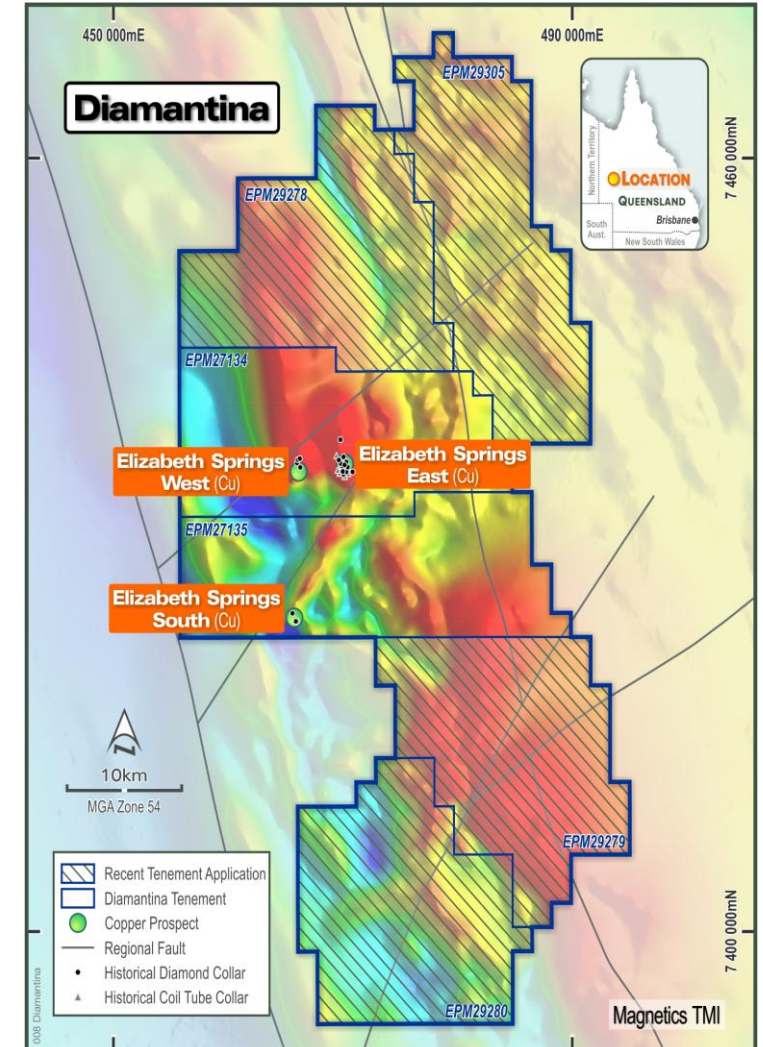 450 000mE
490 000mE
Diamantina
EPM29305
Northern Territory
LOCATION
QUEENSLAND
Brisbane
South
Aust.
New South Wales
7 460 000mN
EPM29278
EPM27134
Elizabeth Springs
West (Cu)
Elizabeth Springs
East (Cu)
EPM27135
Elizabeth Springs
South (Cu)
N
10km
MGA Zone 54
EPM29279
Recent Tenement Application
Diamantina Tenement
Copper Prospect
Regional Fault
Historical Diamond Collar
Historical Coil Tube Collar
7 400 000mN
EPM29280
Magnetics TMI
008 Diamantina